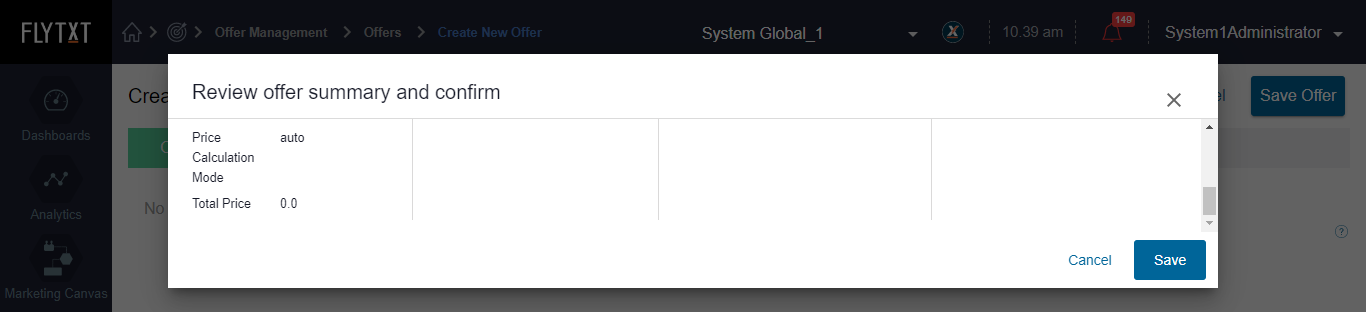 FLYTXT
Offer Management
Offers
Create New Offer
System Global_1
10.39 am
149
System1Administrator
Crea
el
Save Offer
Review offer summary and confirm
Dashboards
Price Calculation Mode
auto
Total Price
0.0
No
Analytics
Cancel
Save
Marketing Canvas